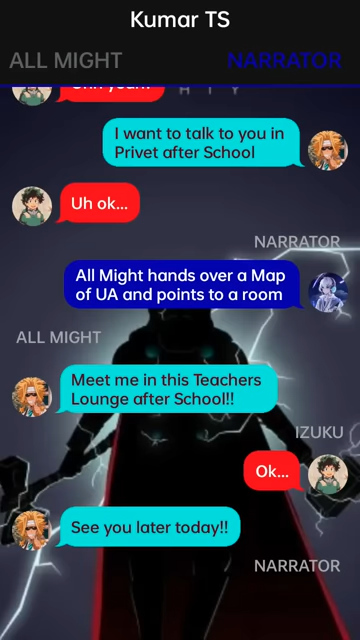 Kumar TS
ALL MIGHT
NARRATOR
I want to talk to you in
Privet after School
Uh ok...
NARRATOR
All Might hands over a Map
of UA and points to a room
ALL MIGHT
Meet me in this Teachers
Lounge after School!!
IZUKU
Ok...
See you later today!!
NARRATOR